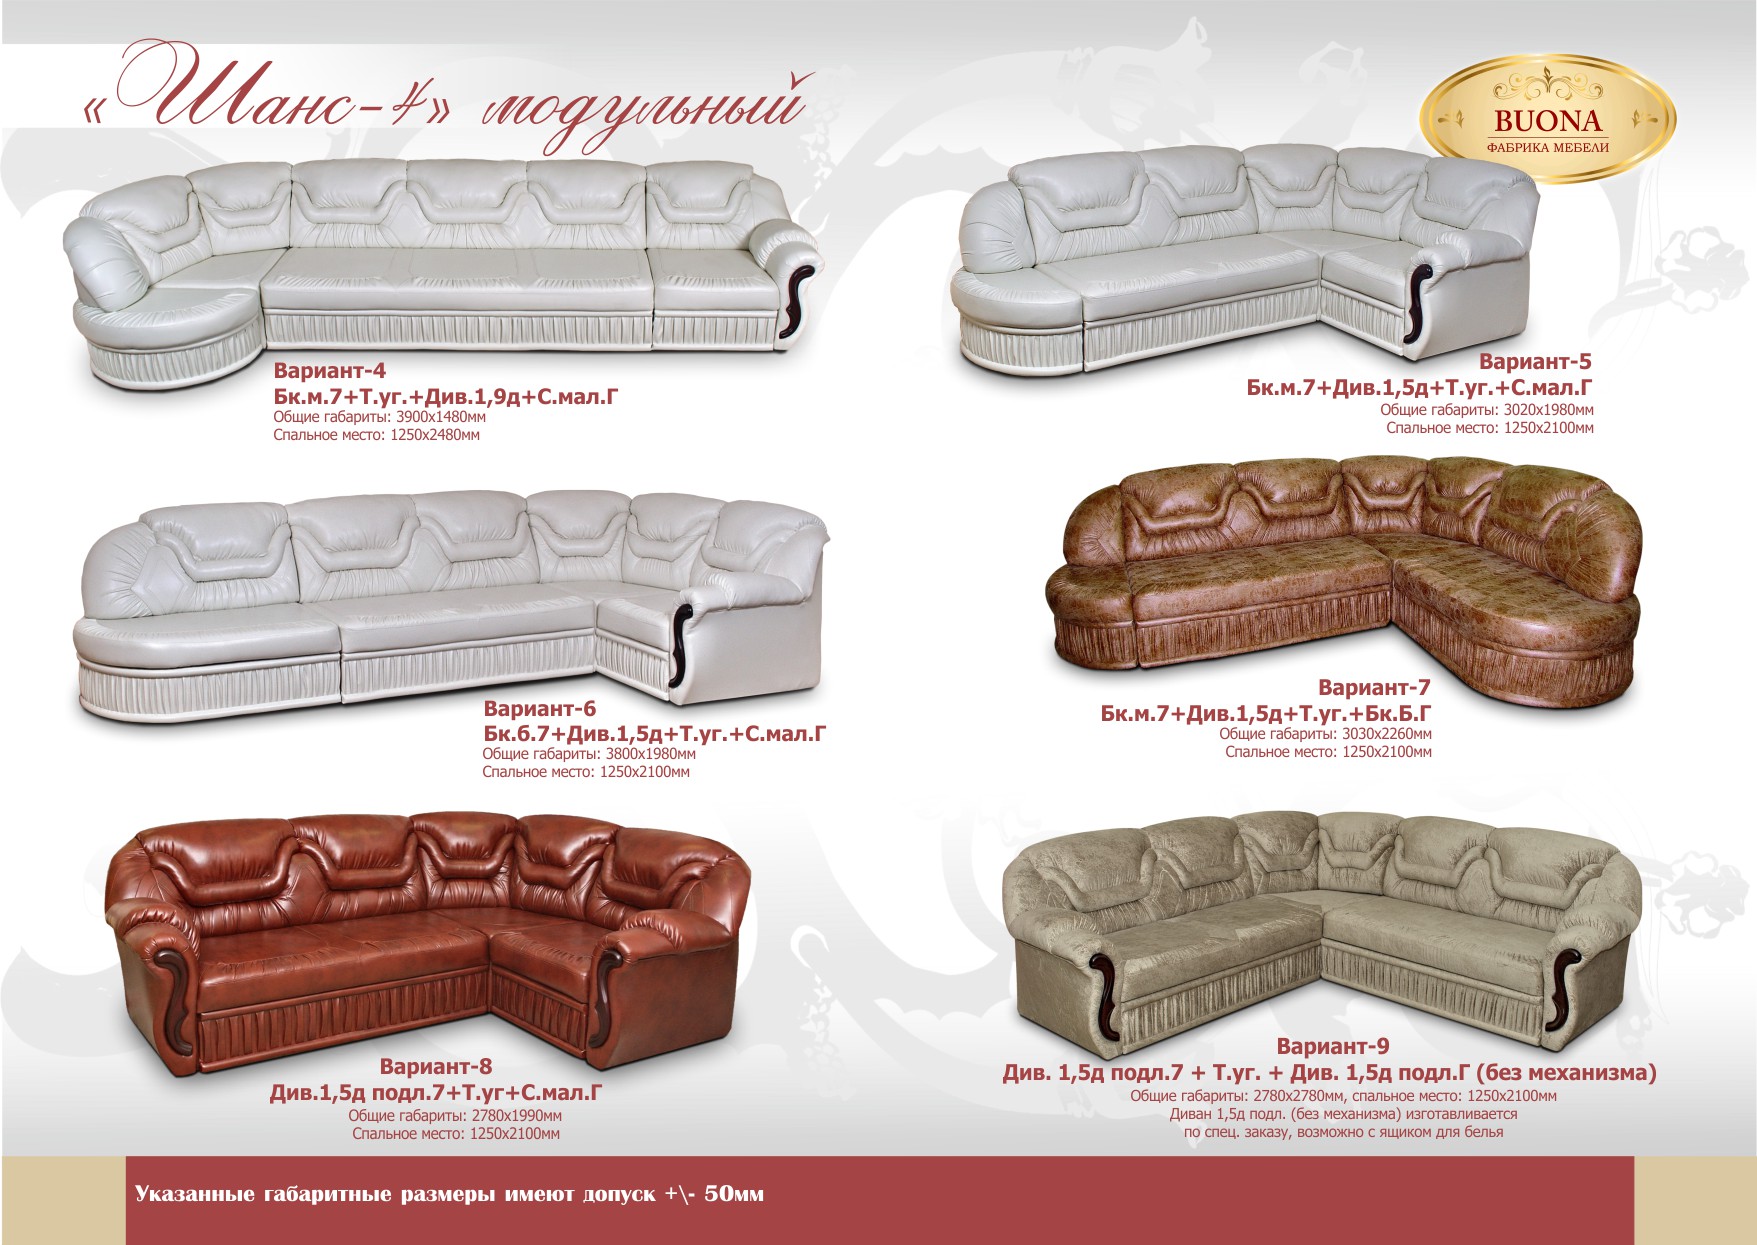 «Шанс-4» модульный
BUONA
ФАБРИКА МЕБЕЛИ
Вариант-4
Бк.м.7+Т.уг.+Див.1,9д+С.мал.Г
Общие габариты: 3900х1480мм
Спальное место: 1250х2480мм
Вариант-5
Бк.м.7+Див.1,5д+Т.уг.+С.мал.Г
Общие габариты: 3020х1980мм
Спальное место: 1250х2100мм
Вариант-6
Бк.б.7+Див.1,5д+Т.уг.+С.мал.Г
Общие габариты: 3800х1980мм
Спальное место: 1250х2100мм
Вариант-7
Бк.м.7+Див.1,5д+Т.уг.+Бк.Б.Г
Общие габариты: 3030х2260мм
Спальное место: 1250х2100мм
Вариант-8
Див.1,5д подл.7+Т.уг+С.мал.Г
Общие габариты: 2780х1990мм
Спальное место: 1250х2100мм
Вариант-9
Див. 1,5д подл.7 + Т.уг. + Див. 1,5д подл.Г (без механизма)
Общие габариты: 2780х2780мм, спальное место: 1250х2100мм
Диван 1,5д подл. (без механизма) изготавливается
по спец. заказу, возможно с ящиком для белья
Указанные габаритные размеры имеют допуск +\- 50мм